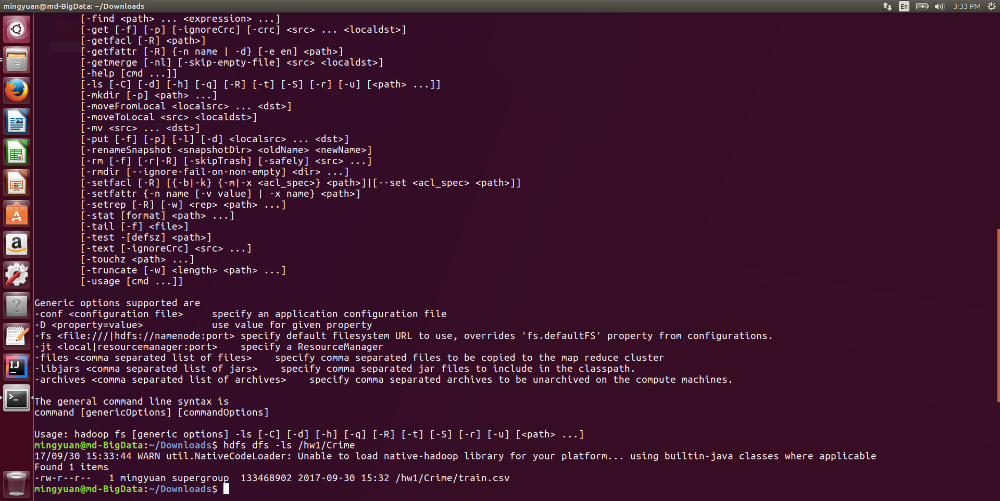 mingyuan@md-BigData: ~/Downloads
En
3:33 PM
[-find <path> ... <expression> ...]
[-get [-f] [-p] [-ignoreCrc] [-crc] <src> ... <localdst>]
[-getfacl [-R] <path>]
[-getfattr [-R] {-n name | -d} [-e en] <path>]
[-getmerge [-nl] [-skip-empty-file] <src> <localdst>]
[-help [cmd ...]]
[-ls [-C] [-d] [-h] [-q] [-R] [-t] [-S] [-r] [-u] [<path> ...]]
[-mkdir [-p] <path> ...]
[-moveFromLocal <localsrc> ... <dst>]
[-moveToLocal <src> <localdst>]
[-mv <src> ... <dst>]
[-put [-f] [-p] [-l] [-d] <localsrc> ... <dst>]
[-renameSnapshot <snapshotDir> <oldName> <newName>]
[-rm [-f] [-r|-R] [-skipTrash] [-safely] <src> ...]
[-rmdir [--ignore-fail-on-non-empty] <dir> ...]
[-setfacl [-R] [{-b|-k} {-m|-x <acl_spec>} <path>]|[--set <acl_spec> <path>]]
[-setfattr {-n name [-v value] | -x name} <path>]
[-setrep [-R] [-w] <rep> <path> ...]
[-stat [format] <path> ...]
[-tail [-f] <file>]
[-test -[defsz] <path>]
[-text [-ignoreCrc] <src> ...]
[-touchz <path> ...]
[-truncate [-w] <length> <path> ...]
[-usage [cmd ...]]
Generic options supported are
-conf <configuration file>     specify an application configuration file
-D <property=value>            use value for given property
-fs <file:///|hdfs://namenode:port> specify default filesystem URL to use, overrides 'fs.defaultFS' property from configurations.
-jt <local|resourcemanager:port>    specify a ResourceManager
-files <comma separated list of files>    specify comma separated files to be copied to the map reduce cluster
-libjars <comma separated list of jars>    specify comma separated jar files to include in the classpath.
-archives <comma separated list of archives>    specify comma separated archives to be unarchived on the compute machines.
The general command line syntax is
command [genericOptions] [commandOptions]
Usage: hadoop fs [generic options] -ls [-C] [-d] [-h] [-q] [-R] [-t] [-S] [-r] [-u] [<path> ...]
mingyuan@md-BigData:~/Downloads$ hdfs dfs -ls /hw1/Crime
17/09/30 15:33:44 WARN util.NativeCodeLoader: Unable to load native-hadoop library for your platform... using builtin-java classes where applicable
Found 1 items
-rw-r--r--   1 mingyuan supergroup  133468902 2017-09-30 15:32 /hw1/Crime/train.csv
mingyuan@md-BigData:~/Downloads$